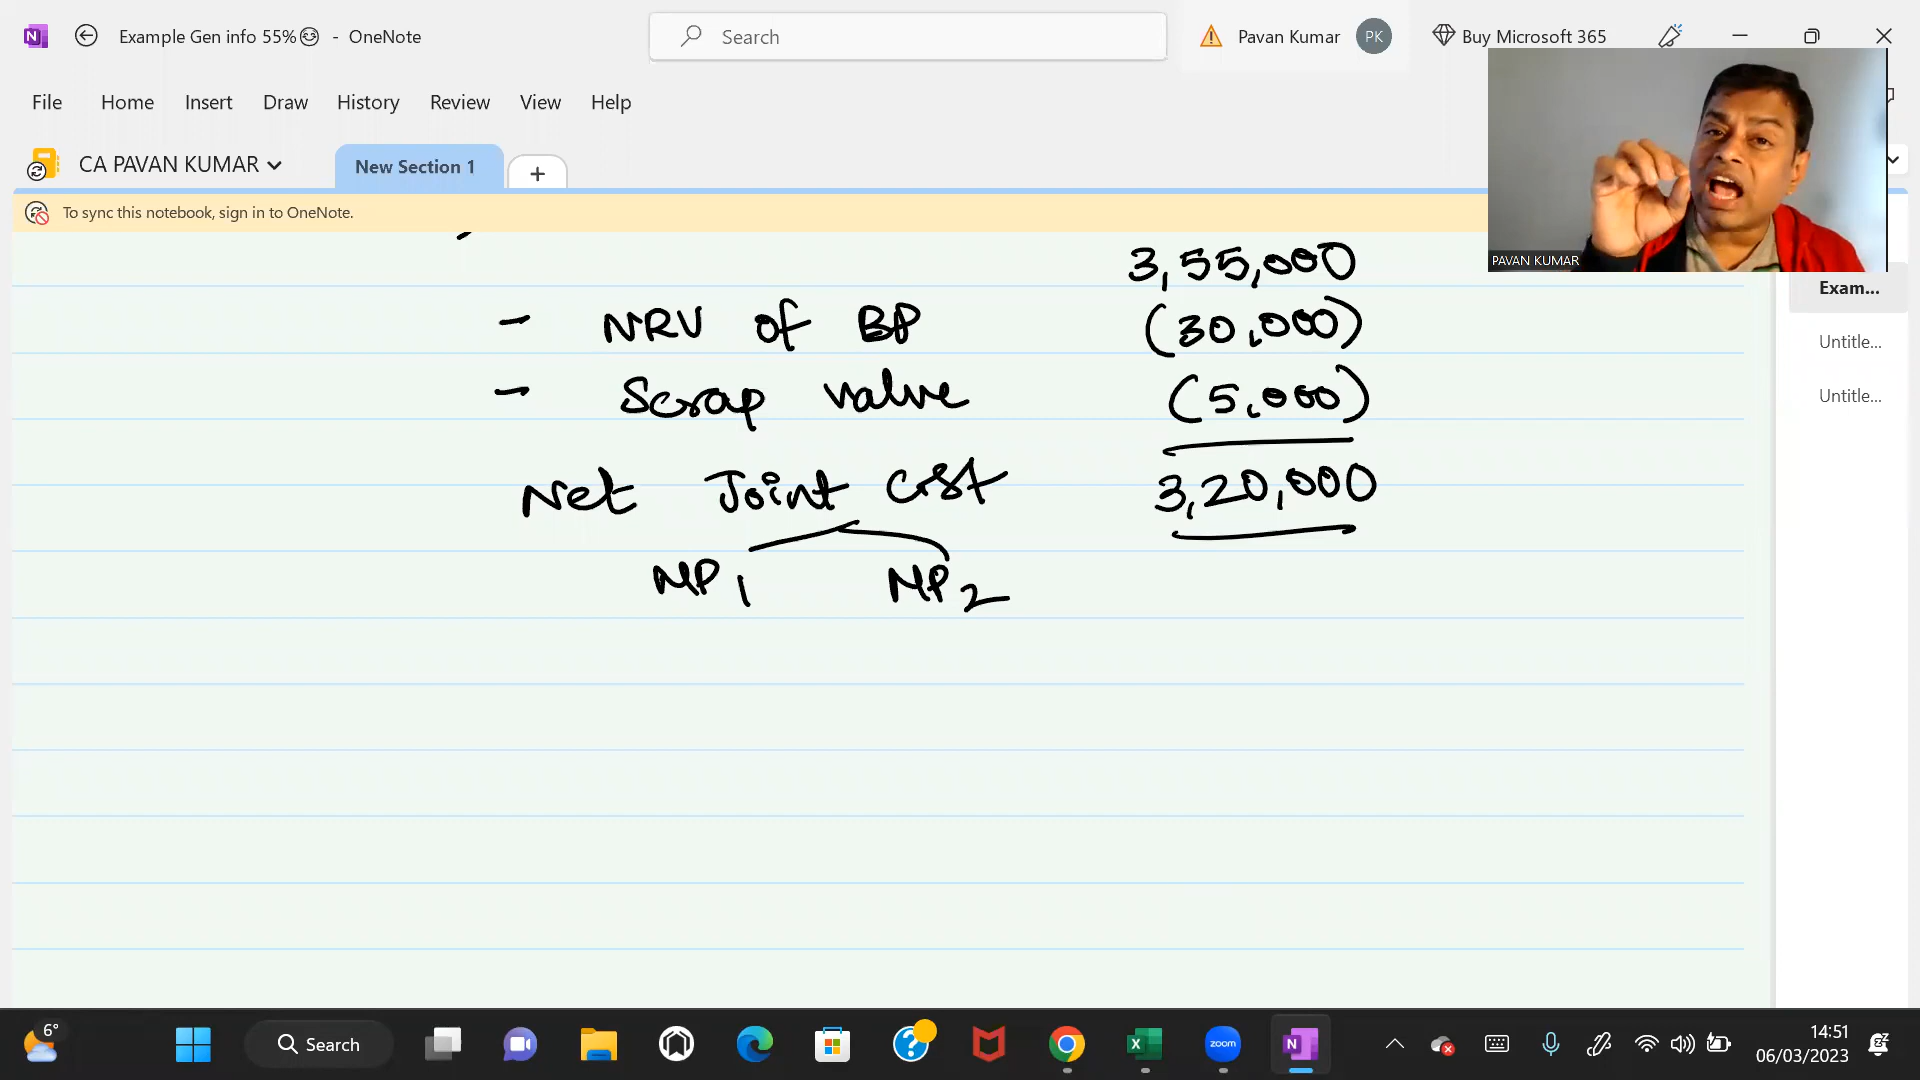 Example Gen info 55% - OneNote
Search
Pavan Kumar
PK
Buy Microsoft 365
File Home Insert Draw History Review View Help
CA PAVAN KUMAR
New Section 1
To sync this notebook, sign in to OneNote.
PAVAN KUMAR
Exam...
Untitle...
Untitle...
3,55,000
- NRV of BP (30,000)
- Scrap value (5,000)
Net Joint Cost 3,20,000
MP1 MP2
6°
Search
zoom
14:51
06/03/2023